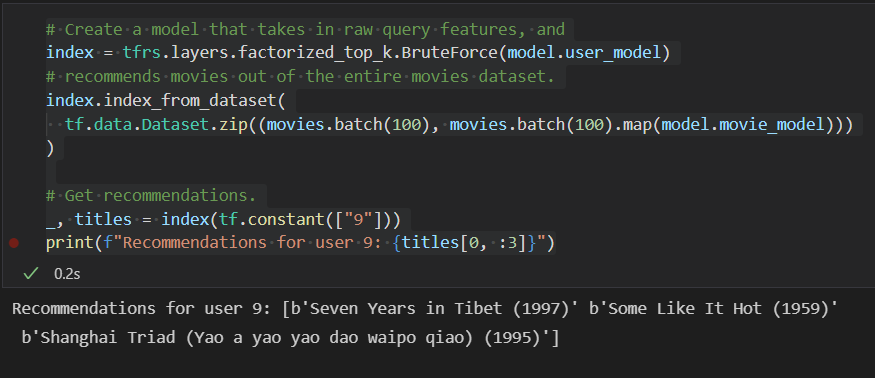 # Create a model that takes in raw query features, and
index = tfrs.layers.factorized_top_k.BruteForce(model.user_model)
# recommends movies out of the entire movies dataset.
index.index_from_dataset(
  tf.data.Dataset.zip((movies.batch(100), movies.batch(100).map(model.movie_model)))
)
# Get recommendations.
_, titles = index(tf.constant(["9"]))
print(f"Recommendations for user 9: {titles[0, :3]}")
0.2s
Recommendations for user 9: [b'Seven Years in Tibet (1997)' b'Some Like It Hot (1959)'
 b'Shanghai Triad (Yao a yao yao dao waipo qiao) (1995)']